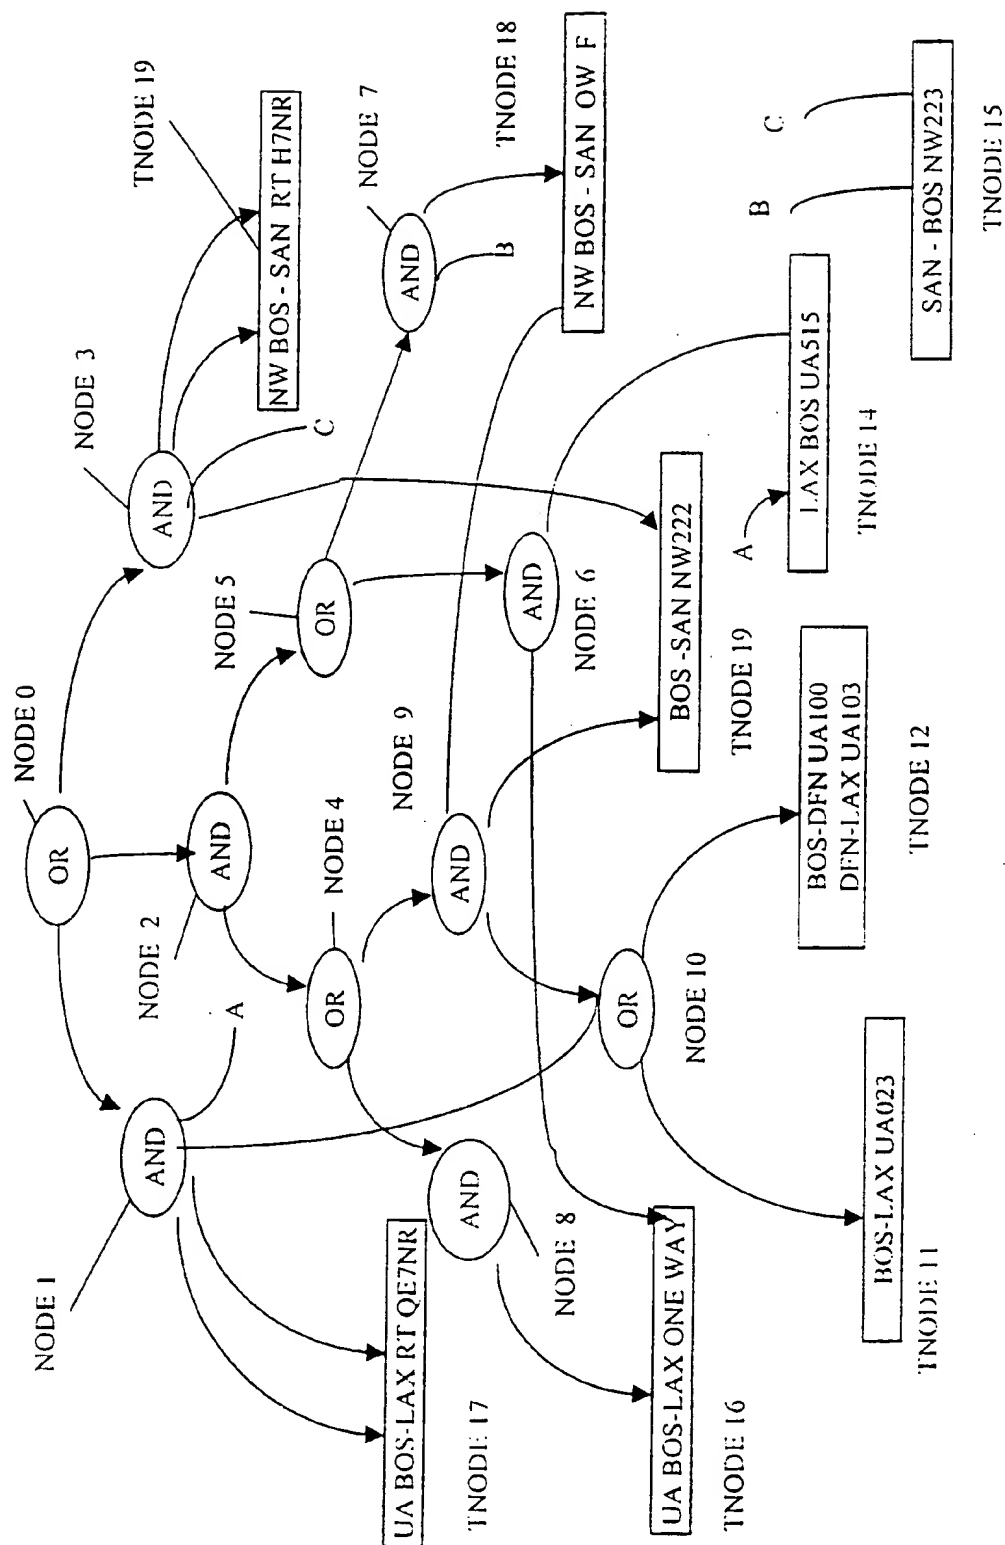 NODE 0
OR
NODE 1
AND
NODE 2
AND
NODE 3
AND
TNODE 19
NW BOS - SAN RT H7NR
A
C
NODE 4
OR
NODE 5
OR
NODE 7
AND
B
UA BOS-LAX RT QE7NR
TNODE 17
AND
NODE 8
NODE 9
AND
AND
NODE 6
TNODE 18
NW BOS - SAN OW F
UA BOS-LAX ONE WAY
TNODE 16
OR
NODE 10
BOS -SAN NW222
TNODE 19
A
LAX BOS UA515
TNODE 14
B
C
SAN - BOS NW223
TNODE 15
BOS-LAX UA023
TNODE 11
BOS-DFN UA100
DFN-LAX UA103
TNODE 12